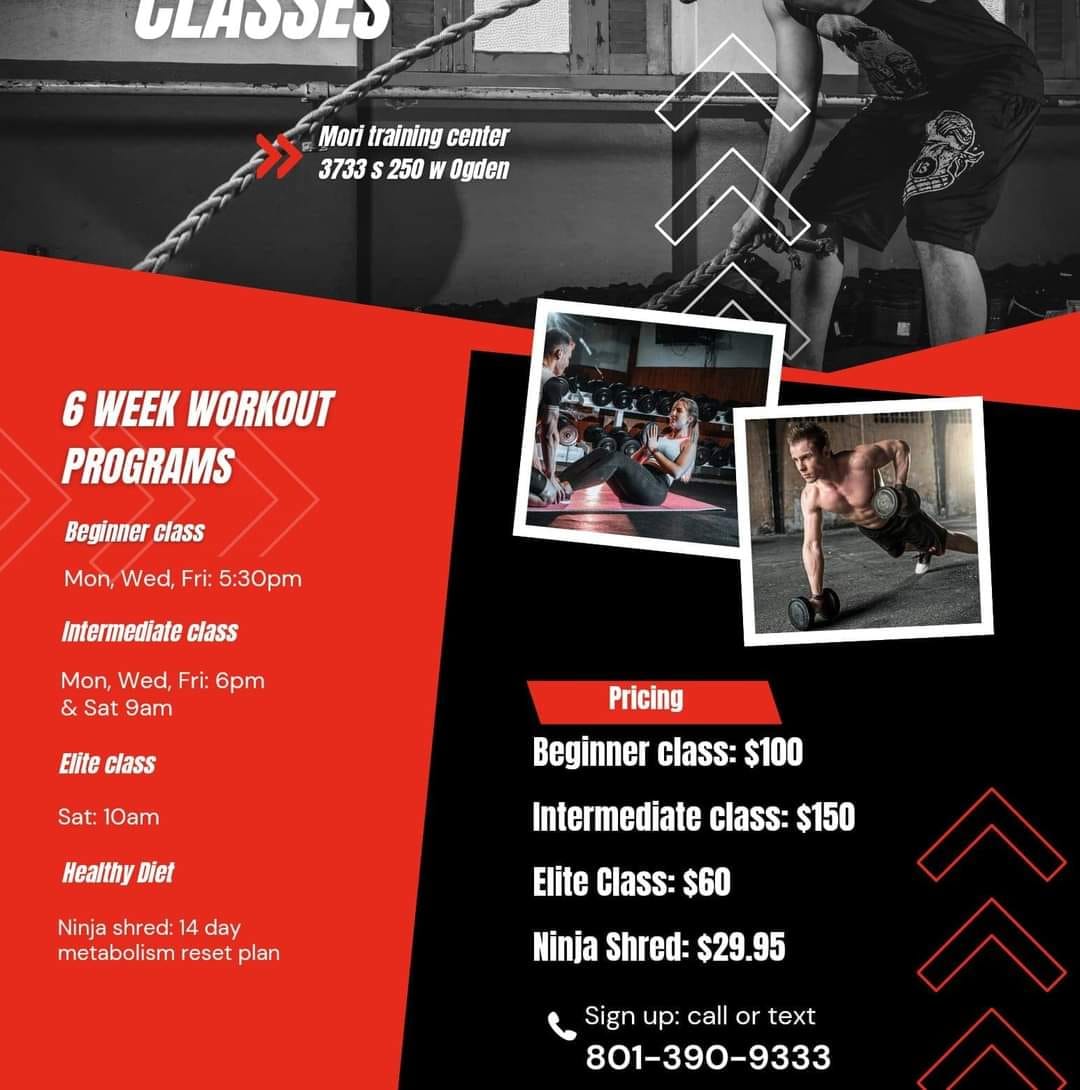 CLASSES
Mori training center
3733 s 250 w Ogden
6 WEEK WORKOUT
PROGRAMS
Beginner class
Mon, Wed, Fri: 5:30pm
Intermediate class
Mon, Wed, Fri: 6pm
& Sat 9am
Elite class
Sat: 10am
Healthy Diet
Ninja shred: 14 day
metabolism reset plan
Pricing
Beginner class: $100
Intermediate class: $150
Elite Class: $60
Ninja Shred: $29.95
Sign up: call or text
801-390-9333